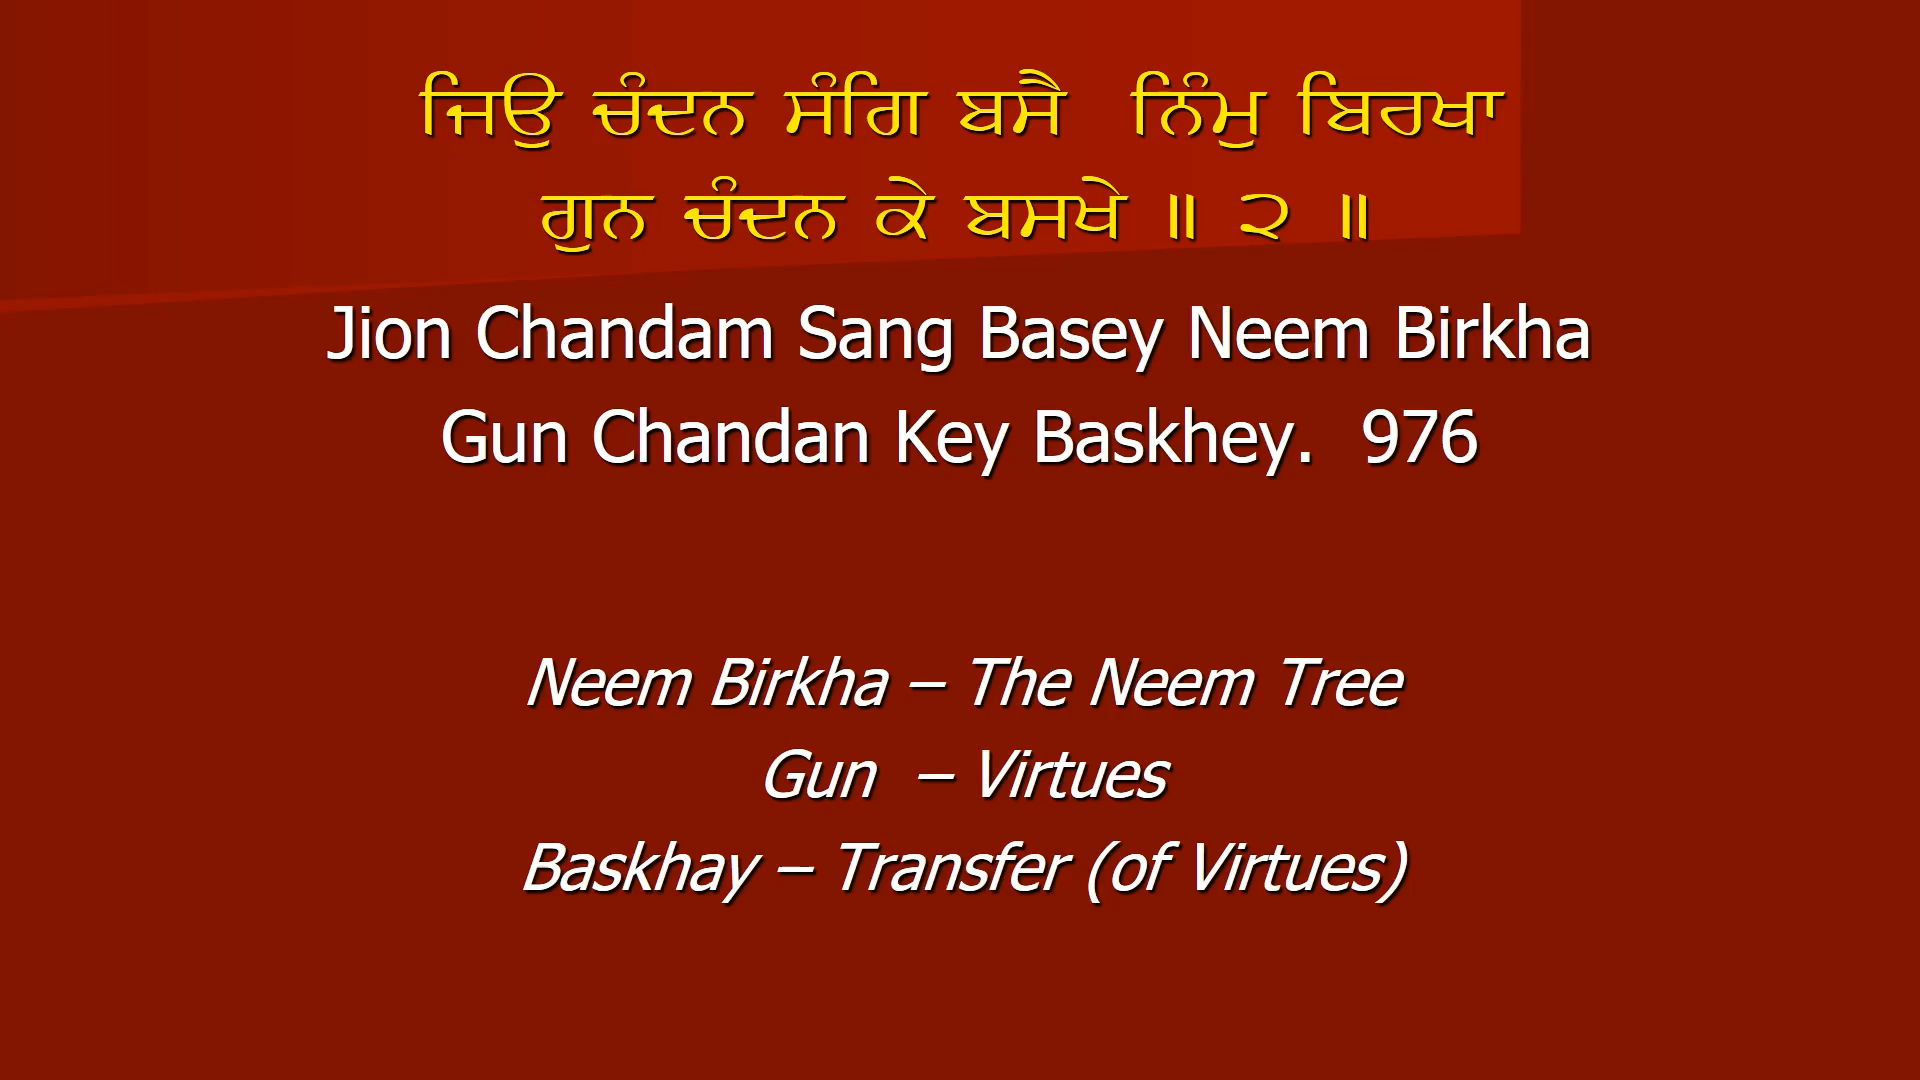 ਜਿਉ ਚੰਦਨ ਸੰਗਿ ਬਸੈ ਨਿੰਮੁ ਬਿਰਖਾ
ਗੁਨ ਚੰਦਨ ਕੇ ਬਸਖੇ ॥ ੨ ॥
Jion Chandam Sang Basey Neem Birkha
Gun Chandan Key Baskhey. 976
Neem Birkha – The Neem Tree
Gun – Virtues
Baskhay – Transfer (of Virtues)